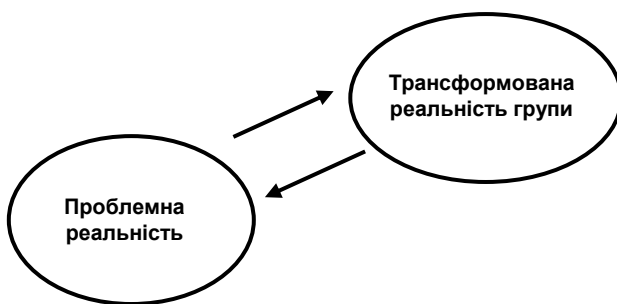 Трансформована
реальність групи
Проблемна
реальність